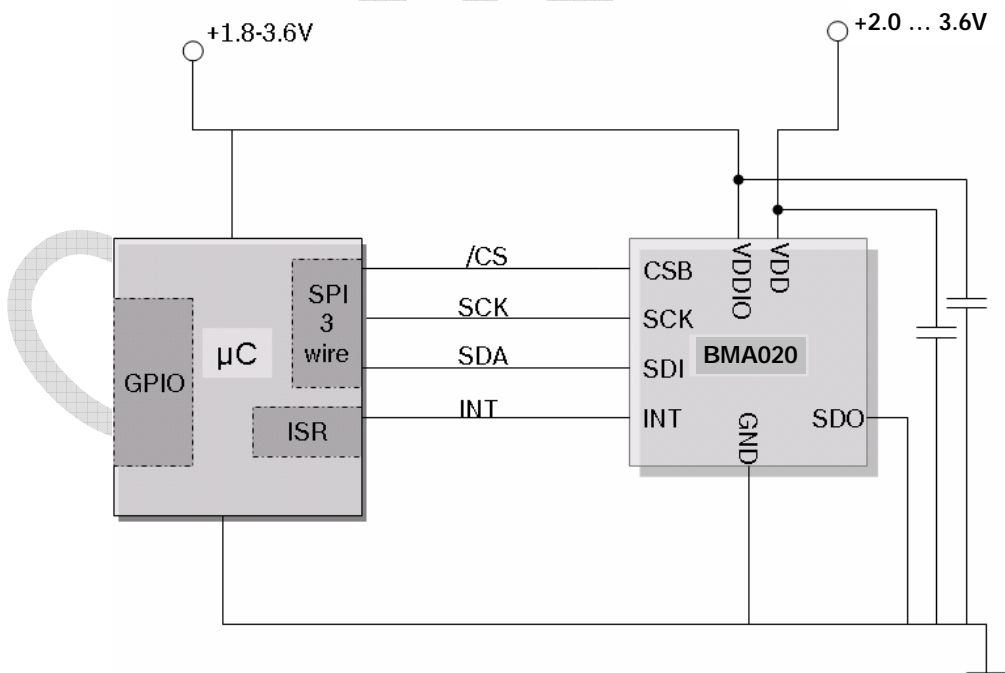 +1.8-3.6V
+2.0 ... 3.6V
/CS
SCK
SDA
INT
SPI
3
wire
µC
GPIO
ISR
CSB
SCK
SDI
INT
VDDIO
VDD
BMA020
GND
SDO